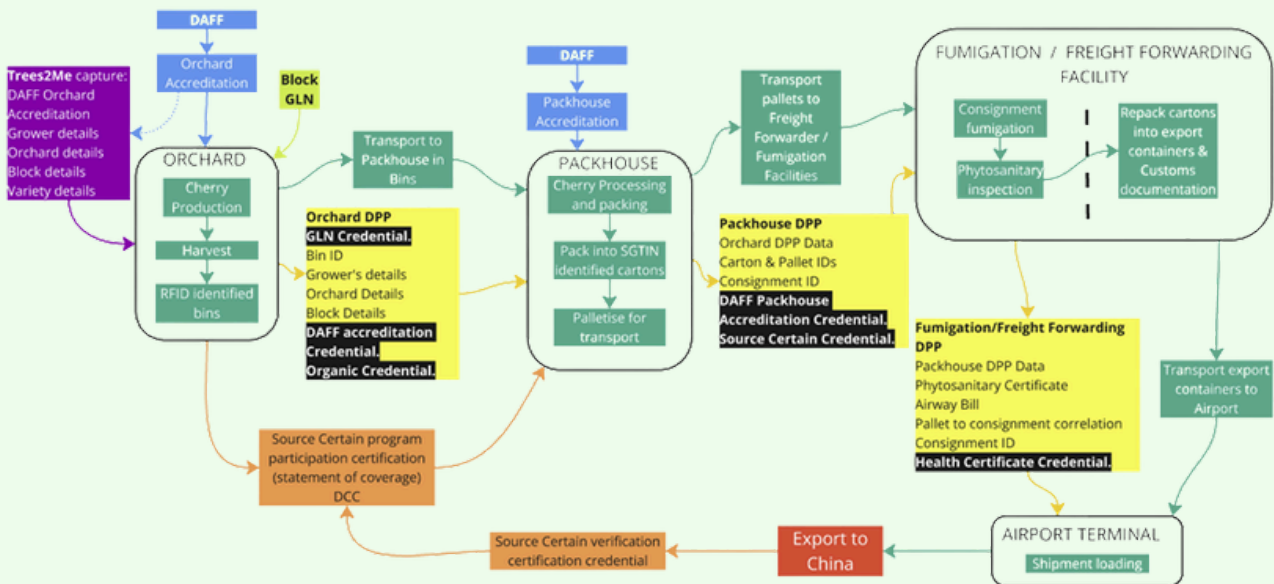 DAFF
Orchard
Accreditation
Trees2Me capture:
DAFF Orchard
Accreditation
Grower details
Orchard details
Block details
Variety details
Block
GLN
ORCHARD
Cherry
Production
Harvest
RFID identified
bins
Transport to
Packhouse in
Bins
Orchard DPP
GLN Credential.
Bin ID
Grower's details
Orchard Details
Block Details
DAFF accreditation
Credential.
Organic Credential.
DAFF
Packhouse
Accreditation
PACKHOUSE
Cherry Processing
and packing
Pack into SGTIN
identified cartons
Palletise for
transport
Transport
pallets to
Freight
Forwarder /
Fumigation
Facilities
Packhouse DPP
Orchard DPP Data
Carton & Pallet IDs
Consignment ID
DAFF Packhouse
Accreditation Credential.
Source Certain Credential.
FUMIGATION / FREIGHT FORWARDING
FACILITY
Consignment
fumigation
Phytosanitary
inspection
Repack cartons
into export
containers &
Customs
documentation
Fumigation/Freight Forwarding
DPP
Packhouse DPP Data
Phytosanitary Certificate
Airway Bill
Pallet to consignment correlation
Consignment ID
Health Certificate Credential.
Transport export
containers to
Airport
AIRPORT TERMINAL
Shipment loading
Export to
China
Source Certain verification
certification credential
Source Certain program
participation certification
(statement of coverage)
DCC